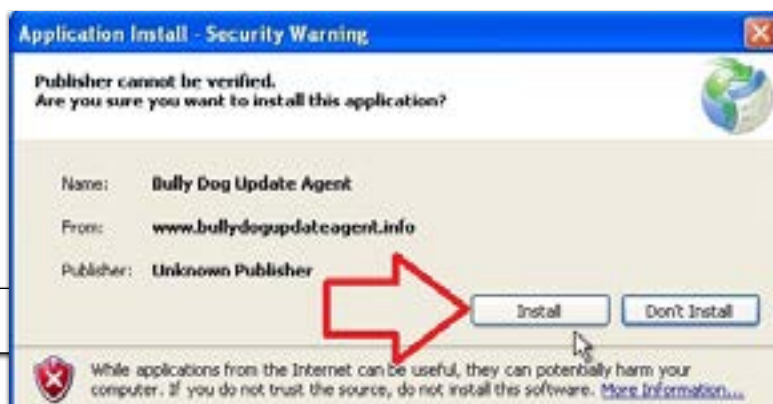 Application Install - Security Warning
Publisher cannot be verified.
Are you sure you want to install this application?
Name: Bully Dog Update Agent
From: www.bullydogupdateagent.info
Publisher: Unknown Publisher
Install Don't Install
While applications from the Internet can be useful, they can potentially harm your
computer. If you do not trust the source, do not install this software. More Information...